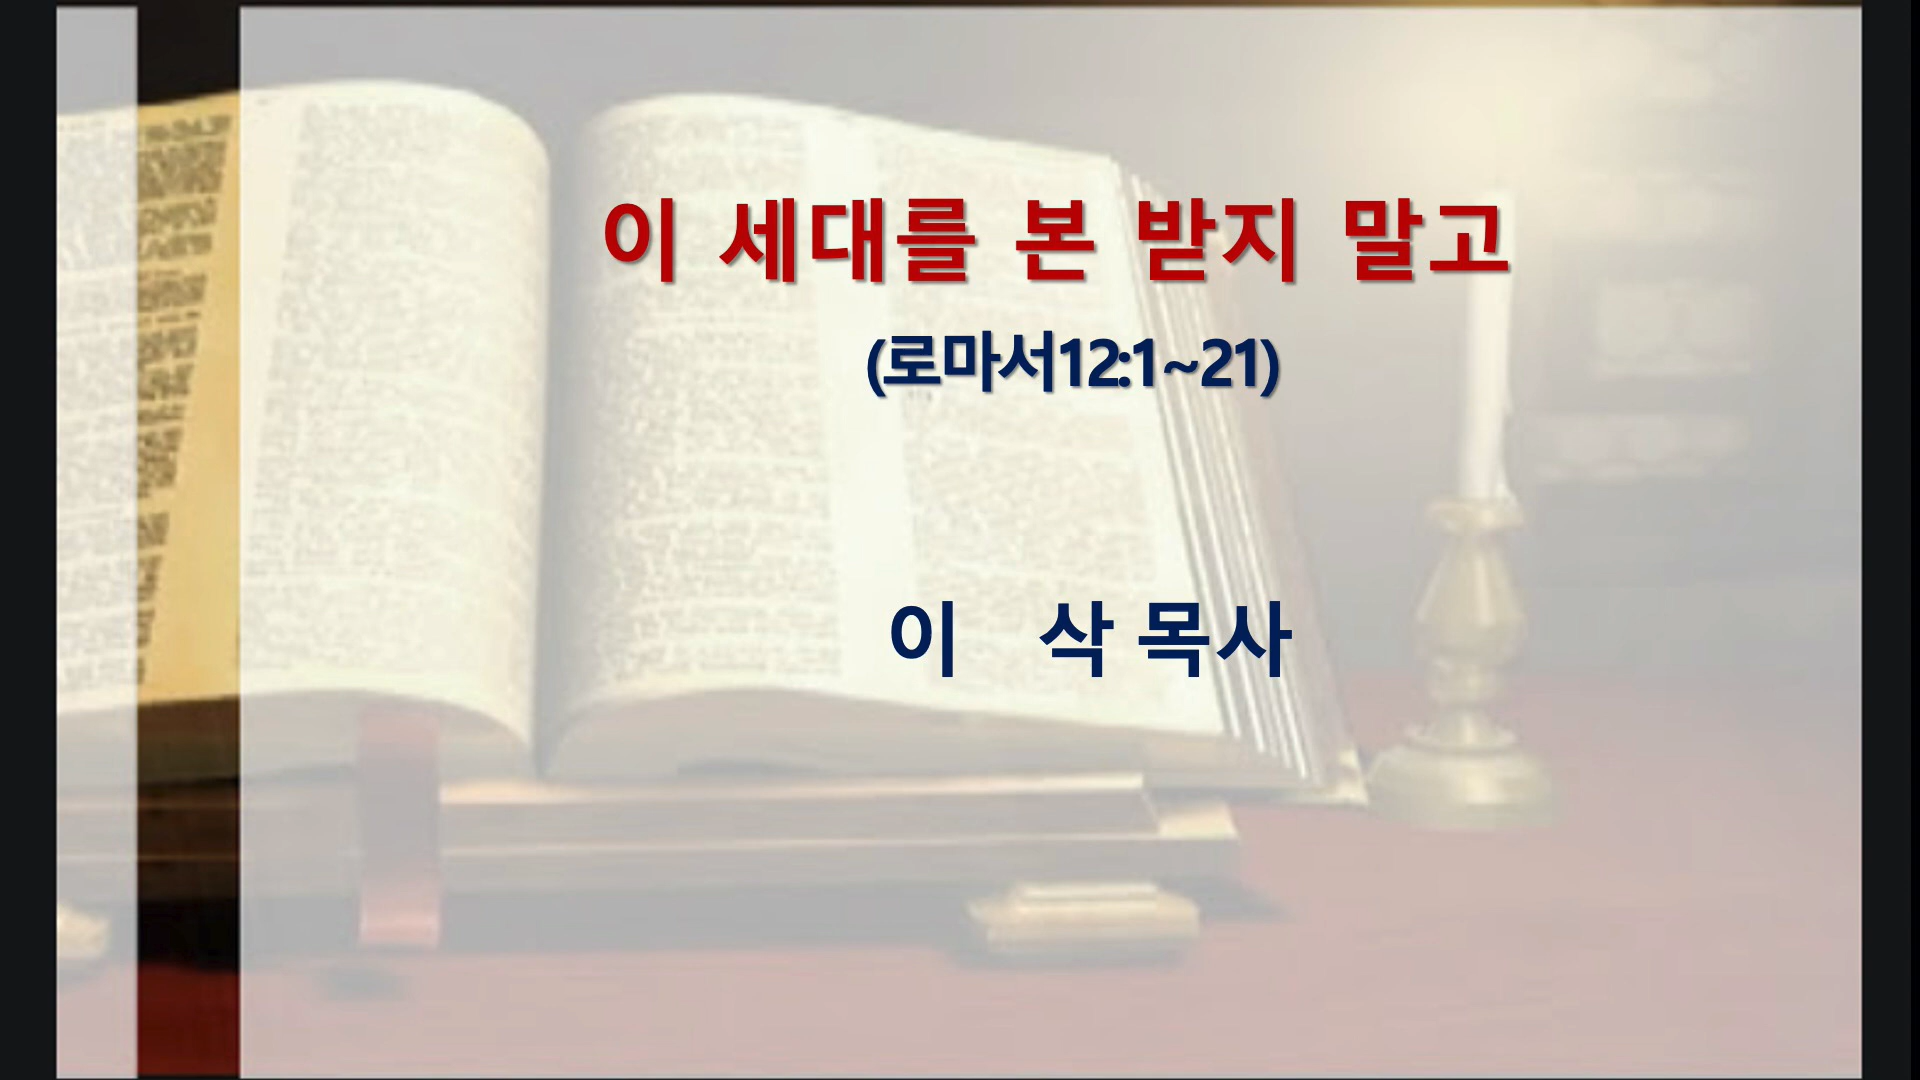 이 세대를 본 받지 말고
(로마서12:1~21)
이 삭 목사